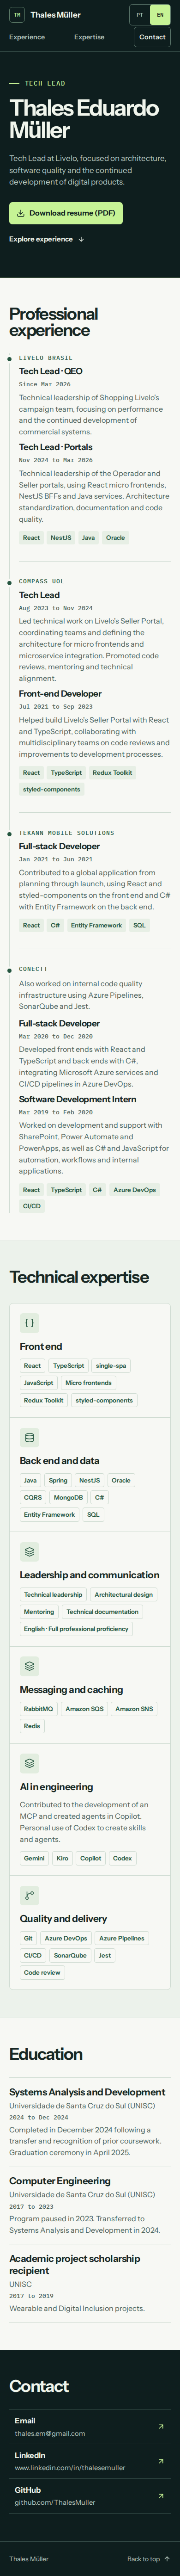 TM Thales Müller PT EN
Experience Expertise Contact
TECH LEAD
Thales Eduardo
Müller
Tech Lead at Livelo, focused on architecture,
software quality and the continued
development of digital products.
Download resume (PDF)
Explore experience ↓
Professional
experience
LIVELO BRASIL
Tech Lead · QEO
Since Mar 2026
Technical leadership of Shopping Livelo's
campaign team, focusing on performance
and the continued development of
commercial systems.
Tech Lead · Portals
Nov 2024 to Mar 2026
Technical leadership of the Operador and
Seller portals, using React micro frontends,
NestJS BFFs and Java services. Architecture
standardization, documentation and code
quality.
React NestJS Java Oracle
COMPASS UOL
Tech Lead
Aug 2023 to Nov 2024
Led technical work on Livelo's Seller Portal,
coordinating teams and defining the
architecture for micro frontends and
microservice integration. Promoted code
reviews, mentoring and technical
alignment.
Front-end Developer
Jul 2021 to Sep 2023
Helped build Livelo's Seller Portal with React
and TypeScript, collaborating with
multidisciplinary teams on code reviews and
improvements to development processes.
React TypeScript Redux Toolkit
styled-components
TEKANN MOBILE SOLUTIONS
Full-stack Developer
Jan 2021 to Jun 2021
Contributed to a global application from
planning through launch, using React and
styled-components on the front end and C#
with Entity Framework on the back end.
React C# Entity Framework SQL
CONECTT
Also worked on internal code quality
infrastructure using Azure Pipelines,
SonarQube and Jest.
Full-stack Developer
Mar 2020 to Dec 2020
Developed front ends with React and
TypeScript and back ends with C#,
integrating Microsoft Azure services and
CI/CD pipelines in Azure DevOps.
Software Development Intern
Mar 2019 to Feb 2020
Worked on development and support with
SharePoint, Power Automate and
PowerApps, as well as C# and JavaScript for
automation, workflows and internal
applications.
React TypeScript C# Azure DevOps
CI/CD
Technical expertise
Front end
React TypeScript single-spa
JavaScript Micro frontends
Redux Toolkit styled-components
Back end and data
Java Spring NestJS Oracle
CQRS MongoDB C#
Entity Framework SQL
Leadership and communication
Technical leadership Architectural design
Mentoring Technical documentation
English · Full professional proficiency
Messaging and caching
RabbitMQ Amazon SQS Amazon SNS
Redis
AI in engineering
Contributed to the development of an
MCP and created agents in Copilot.
Personal use of Codex to create skills
and agents.
Gemini Kiro Copilot Codex
Quality and delivery
Git Azure DevOps Azure Pipelines
CI/CD SonarQube Jest
Code review
Education
Systems Analysis and Development
Universidade de Santa Cruz do Sul (UNISC)
2024 to Dec 2024
Completed in December 2024 following a
transfer and recognition of prior coursework.
Graduation ceremony in April 2025.
Computer Engineering
Universidade de Santa Cruz do Sul (UNISC)
2017 to 2023
Program paused in 2023. Transferred to
Systems Analysis and Development in 2024.
Academic project scholarship
recipient
UNISC
2017 to 2019
Wearable and Digital Inclusion projects.
Contact
Email
thales.em@gmail.com
LinkedIn
www.linkedin.com/in/thalesemuller
GitHub
github.com/ThalesMuller
Thales Müller Back to top ↑